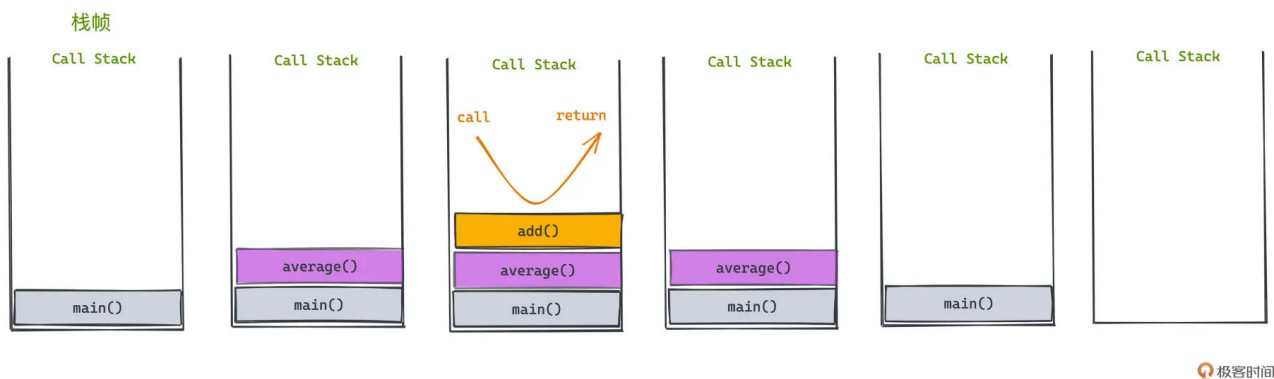 栈帧
Call Stack
main()
Call Stack
average()
main()
Call Stack
call
return
add()
average()
main()
Call Stack
average()
main()
Call Stack
main()
Call Stack
极客时间